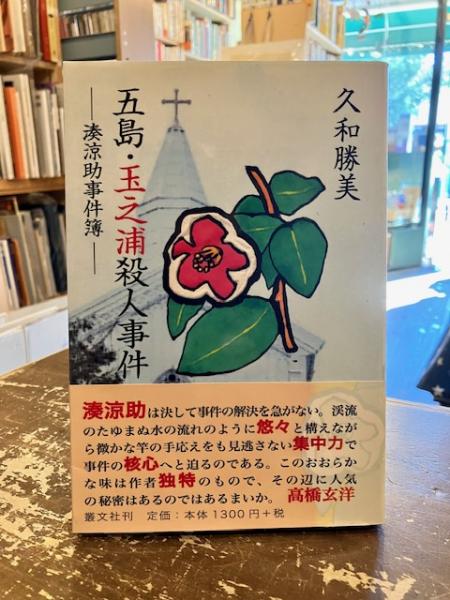 久和勝美
五島・玉之浦殺人事件
―湊涼助事件簿―
湊涼助は決して事件の解決を急がない。渓流
のたゆまぬ水の流れのように悠々と構えなが
ら微かな竿の手応えをも見逃さない集中力で
事件の核心へと迫るのである。このおおらか
な味は作者独特のもので、その辺に人気
の秘密はあるのではあるまいか。 高橋玄洋
叢文社刊 定価：本体1300円＋税